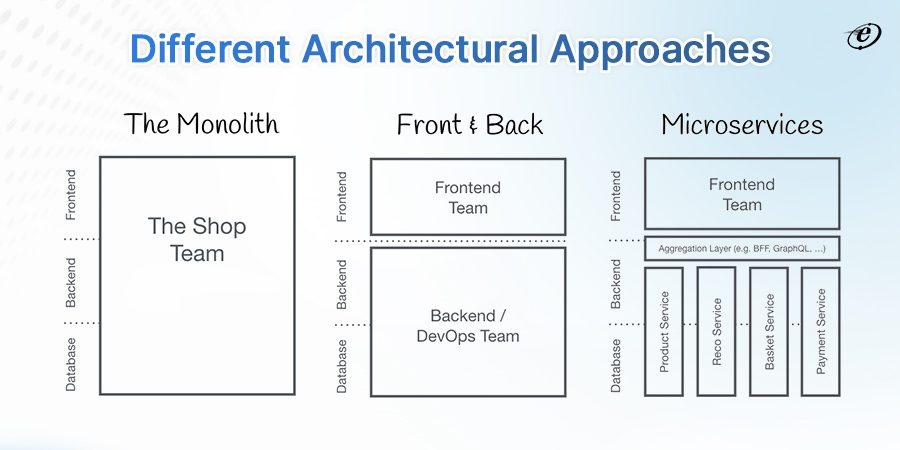 Different Architectural Approaches
e
The Monolith
Frontend
Backend
Database
The Shop
Team
Front & Back
Frontend
Backend
Database
Frontend
Team
Backend /
DevOps Team
Microservices
Frontend
Backend
Database
Frontend
Team
Aggregation Layer (e.g. BFF, GraphQL, ...)
Product Service
Reco Service
Basket Service
Payment Service